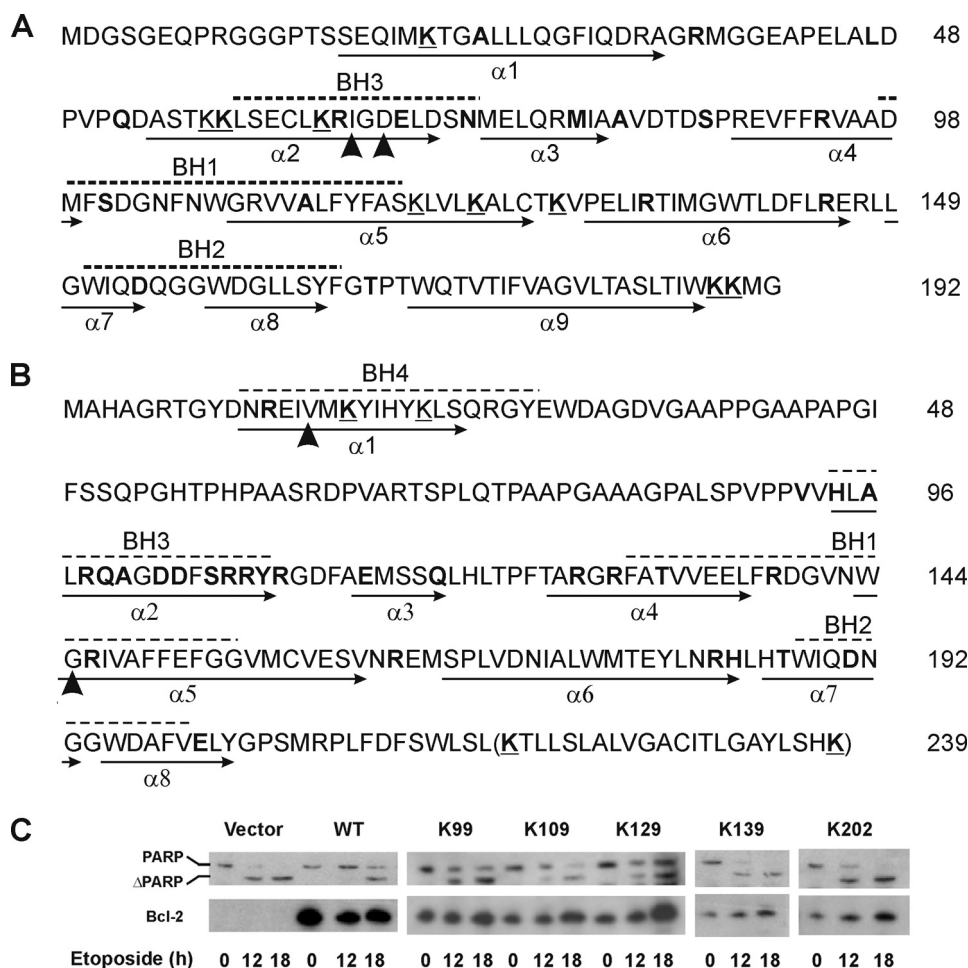 A
MDGSGEQPRGGGPTSSEQIMKTGALLLQGFIQDRAGRMGGEAPELALD 48
α1
BH3
PVPQDASTKKLSECLKRIGDELDSNMELQRMIAAVDTDSPREVFFRVAAD 98
α2 α3 α4
BH1
MFSDGNFNWGRVVALFYFASKLVLKALCTKVPELIRTIMGWTLDFLRERLL 149
α5 α6
BH2
GWIQDQGGWDGLLSYFGTPTWQTVTIFVAGVLTASLTIWKKMG 192
α7 α8 α9
B
BH4
MAHAGRTGYDNREIVMKYIHYKLSQRGYEWDAGDVGAAPPGAAPAPGI 48
α1
FSSQPGHTPHPAASRDPVARTSPLQTPAAPGAAAGPALSPVPPVVHLA 96
BH3 BH1
LRQAGDDFSRRYRGDFAEMSSQLHLTPFTARGRFATVVEELFRDGVNW 144
α2 α3 α4
BH2
GRIVAFFEFGGVMCVESVNREMSPLVDNIALWMTEYLNRHLHTWIQDN 192
α5 α6 α7
GGWDAFVELYGPSMRPLFDFSWLSL(KTLLSLALVGACITLGAYLSHK) 239
α8
C
Vector WT K99 K109 K129 K139 K202
PARP
ΔPARP
Bcl-2
Etoposide (h) 0 12 18 0 12 18 0 12 18 0 12 18 0 12 18 0 12 18 0 12 18